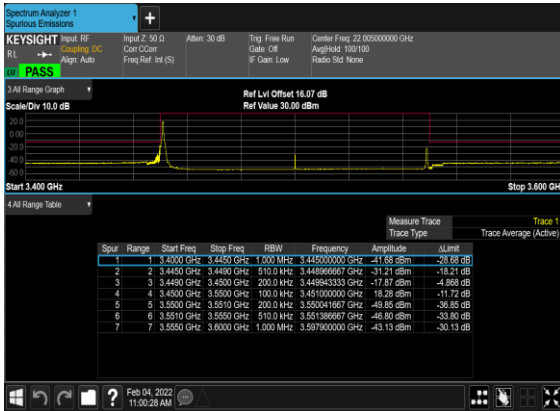 Spectrum Analyzer 1
Spurious Emissions
KEYSIGHT Input: RF Input Z: 50 Ω Atten: 30 dB Trig: Free Run Center Freq: 22.005000000 GHz
RL Coupling: DC Corr CCorr Gate: Off Avg|Hold: 100/100
Align: Auto Freq Ref: Int (S) IF Gain: Low Radio Std: None
PASS
3 All Range Graph Ref Lvl Offset 16.07 dB
Scale/Div 10.0 dB Ref Value 30.00 dBm
20.0
0.00
-20.0
-40.0
-60.0
Start 3.400 GHz Stop 3.600 GH
4 All Range Table
Measure Trace Trace 1
Trace Type Trace Average (Active)
Spur Range Start Freq Stop Freq RBW Frequency Amplitude ΔLimit
1 1 3.4000 GHz 3.4450 GHz 1.000 MHz 3.445000000 GHz -41.68 dBm -28.68 dB
2 2 3.4450 GHz 3.4490 GHz 510.0 kHz 3.448966667 GHz -31.21 dBm -18.21 dB
3 3 3.4490 GHz 3.4500 GHz 200.0 kHz 3.449943333 GHz -17.87 dBm -4.868 dB
4 4 3.4500 GHz 3.5500 GHz 100.0 kHz 3.451000000 GHz 18.28 dBm -11.72 dB
5 5 3.5500 GHz 3.5510 GHz 200.0 kHz 3.550041667 GHz -49.85 dBm -36.85 dB
6 6 3.5510 GHz 3.5550 GHz 510.0 kHz 3.551386667 GHz -46.80 dBm -33.80 dB
7 7 3.5550 GHz 3.6000 GHz 1.000 MHz 3.597900000 GHz -43.13 dBm -30.13 dB
Feb 04, 2022
11:00:28 AM